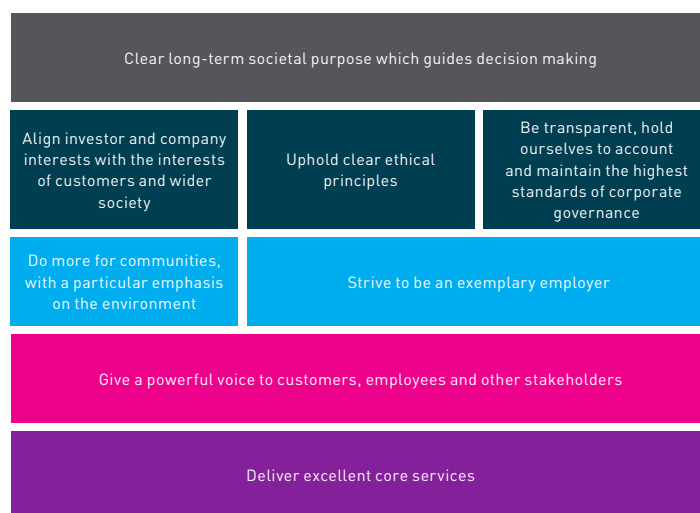 Clear long-term societal purpose which guides decision making
Align investor and company
interests with the interests
of customers and wider
society
Uphold clear ethical
principles
Be transparent, hold
ourselves to account
and maintain the highest
standards of corporate
governance
Do more for communities,
with a particular emphasis
on the environment
Strive to be an exemplary employer
Give a powerful voice to customers, employees and other stakeholders
Deliver excellent core services